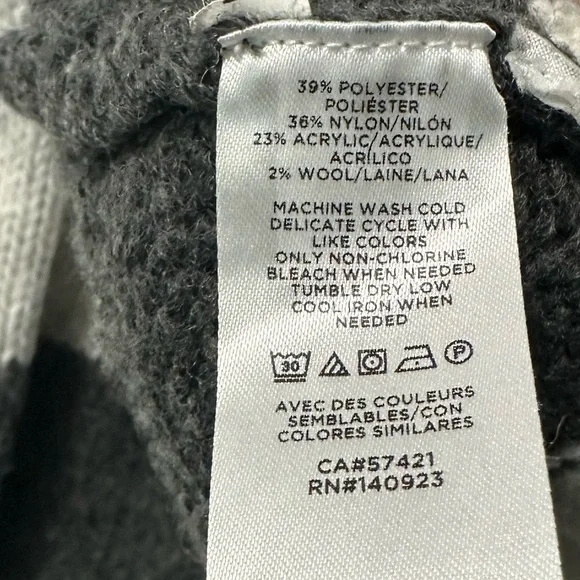 39% POLYESTER/
POLIÉSTER
36% NYLON/NILÓN
23% ACRYLIC/ACRYLIQUE/
ACRÍLICO
2% WOOL/LAINE/LANA
MACHINE WASH COLD
DELICATE CYCLE WITH
LIKE COLORS
ONLY NON-CHLORINE
BLEACH WHEN NEEDED
TUMBLE DRY LOW
COOL IRON WHEN
NEEDED
30 P
AVEC DES COULEURS
SEMBLABLES/CON
COLORES SIMILARES
CA#57421
RN#140923